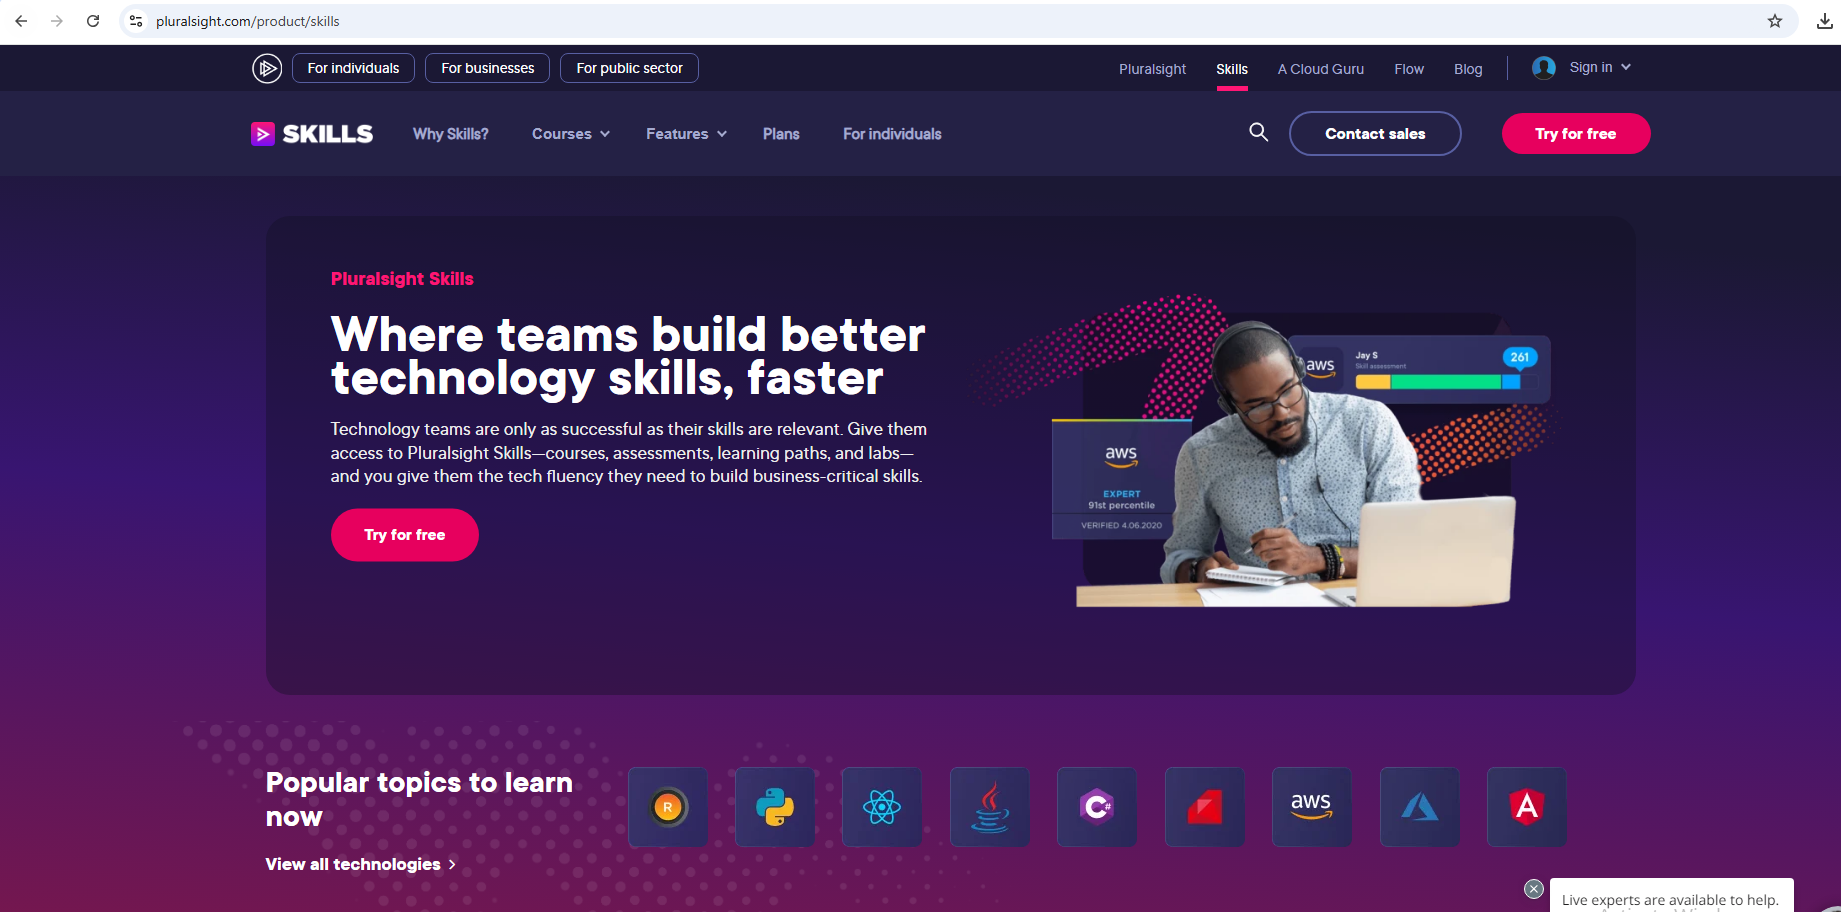 pluralsight.com/product/skills
For individuals
For businesses
For public sector
Pluralsight
Skills
A Cloud Guru
Flow
Blog
Sign in
SKILLS
Why Skills?
Courses
Features
Plans
For individuals
Contact sales
Try for free
Pluralsight Skills
Where teams build better
technology skills, faster
Technology teams are only as successful as their skills are relevant. Give them
access to Pluralsight Skills—courses, assessments, learning paths, and labs—
and you give them the tech fluency they need to build business-critical skills.
Try for free
aws
Jay S
Skill assessment
261
aws
EXPERT
91st percentile
VERIFIED 4.06.2020
Popular topics to learn
now
View all technologies
R
C#
aws
A
Live experts are available to help.